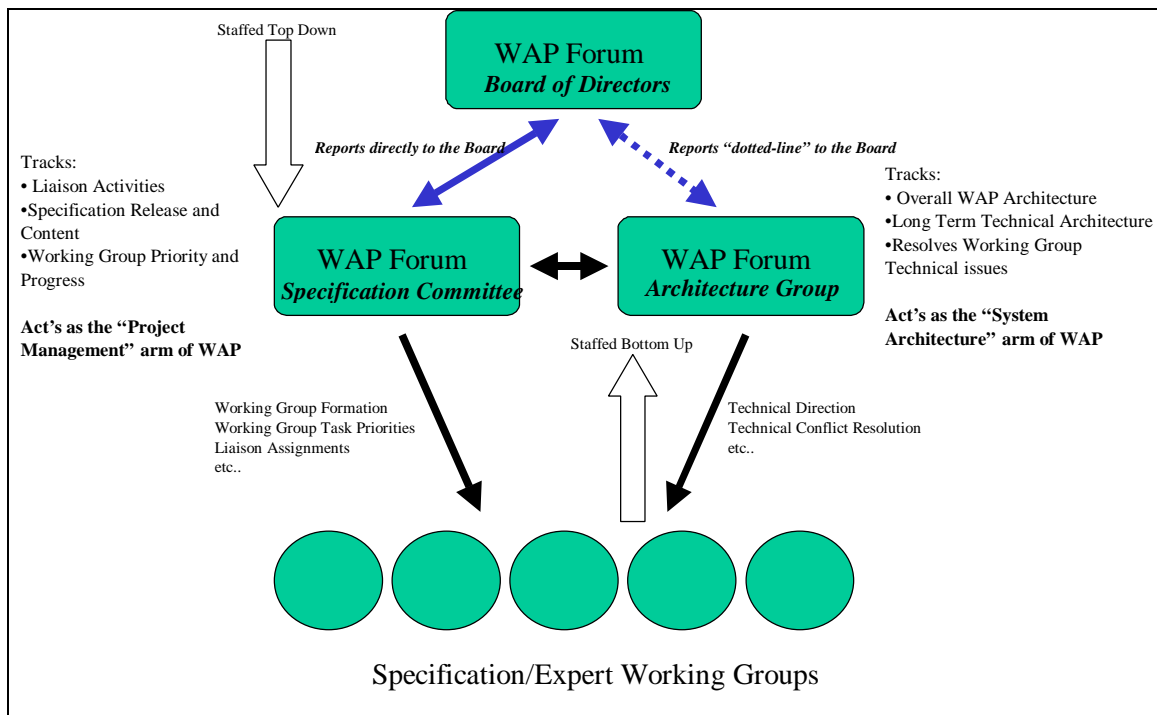 Staffed Top Down
WAP Forum
Board of Directors
Reports directly to the Board
Reports “dotted-line” to the Board
Tracks:
• Liaison Activities
•Specification Release and
Content
•Working Group Priority and
Progress
Act's as the “Project
Management” arm of WAP
WAP Forum
Specification Committee
WAP Forum
Architecture Group
Tracks:
• Overall WAP Architecture
• Long Term Technical Architecture
•Resolves Working Group
Technical issues
Act's as the “System
Architecture” arm of WAP
Staffed Bottom Up
Working Group Formation
Working Group Task Priorities
Liaison Assignments
etc..
Technical Direction
Technical Conflict Resolution
etc..
Specification/Expert Working Groups